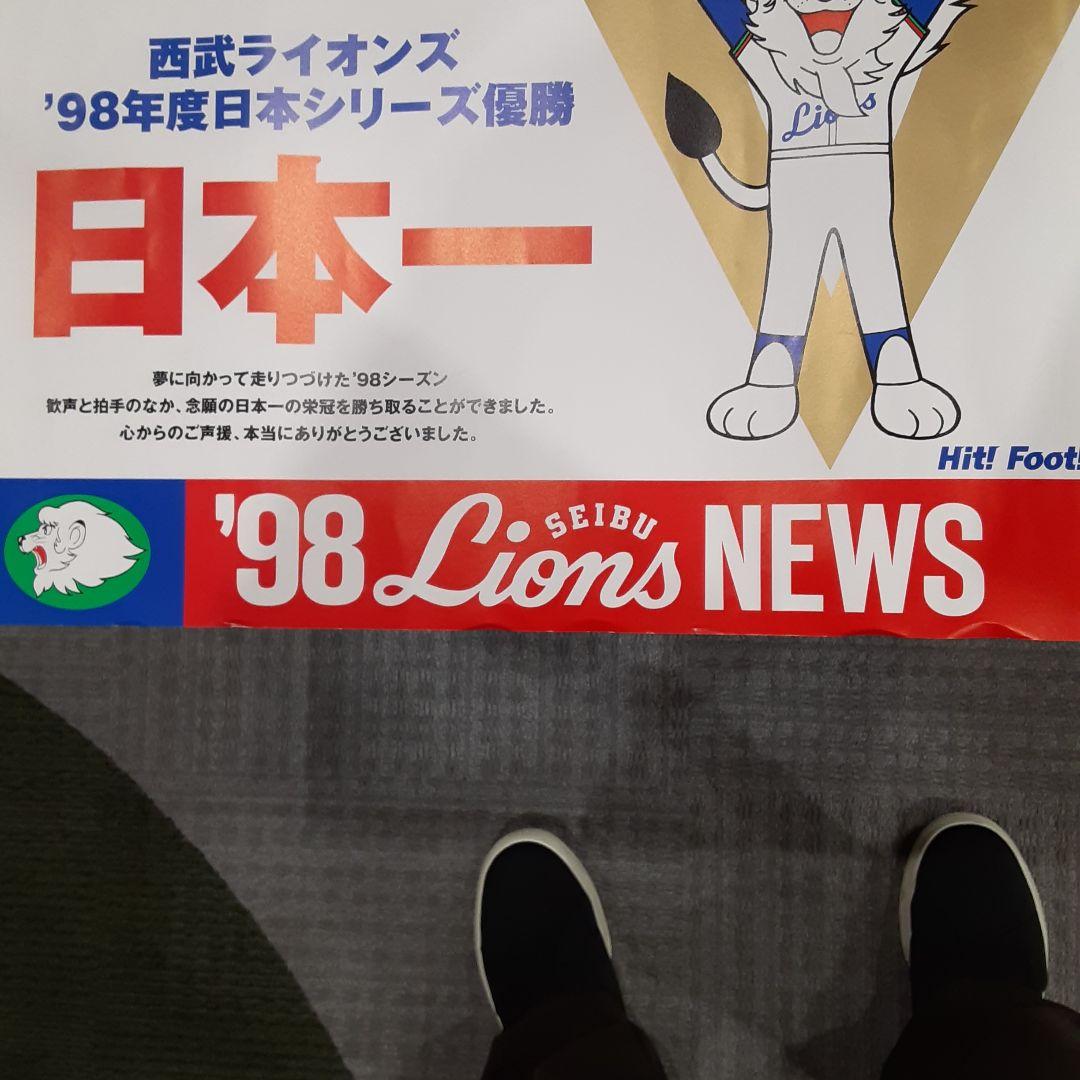 西武ライオンズ
'98年度日本シリーズ優勝
日本一
夢に向かって走りつづけた'98シーズン
歓声と拍手のなか、念願の日本一の栄冠を勝ち取ることができました。
心からのご声援、本当にありがとうございました。
Lions
Hit! Foot!
'98 SEIBU Lions NEWS